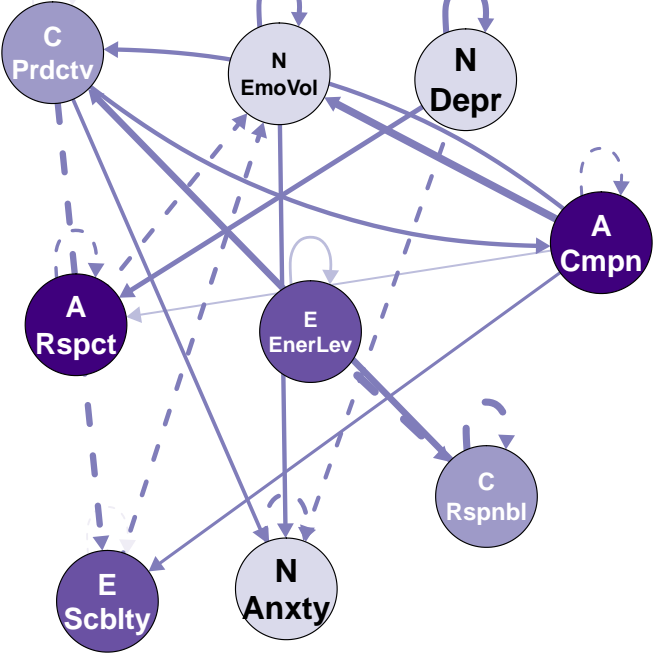 C
Prdctv
N
EmoVol
N
Depr
A
Cmpn
A
Rspct
E
EnerLev
C
Rspnbl
E
Scblty
N
Anxty